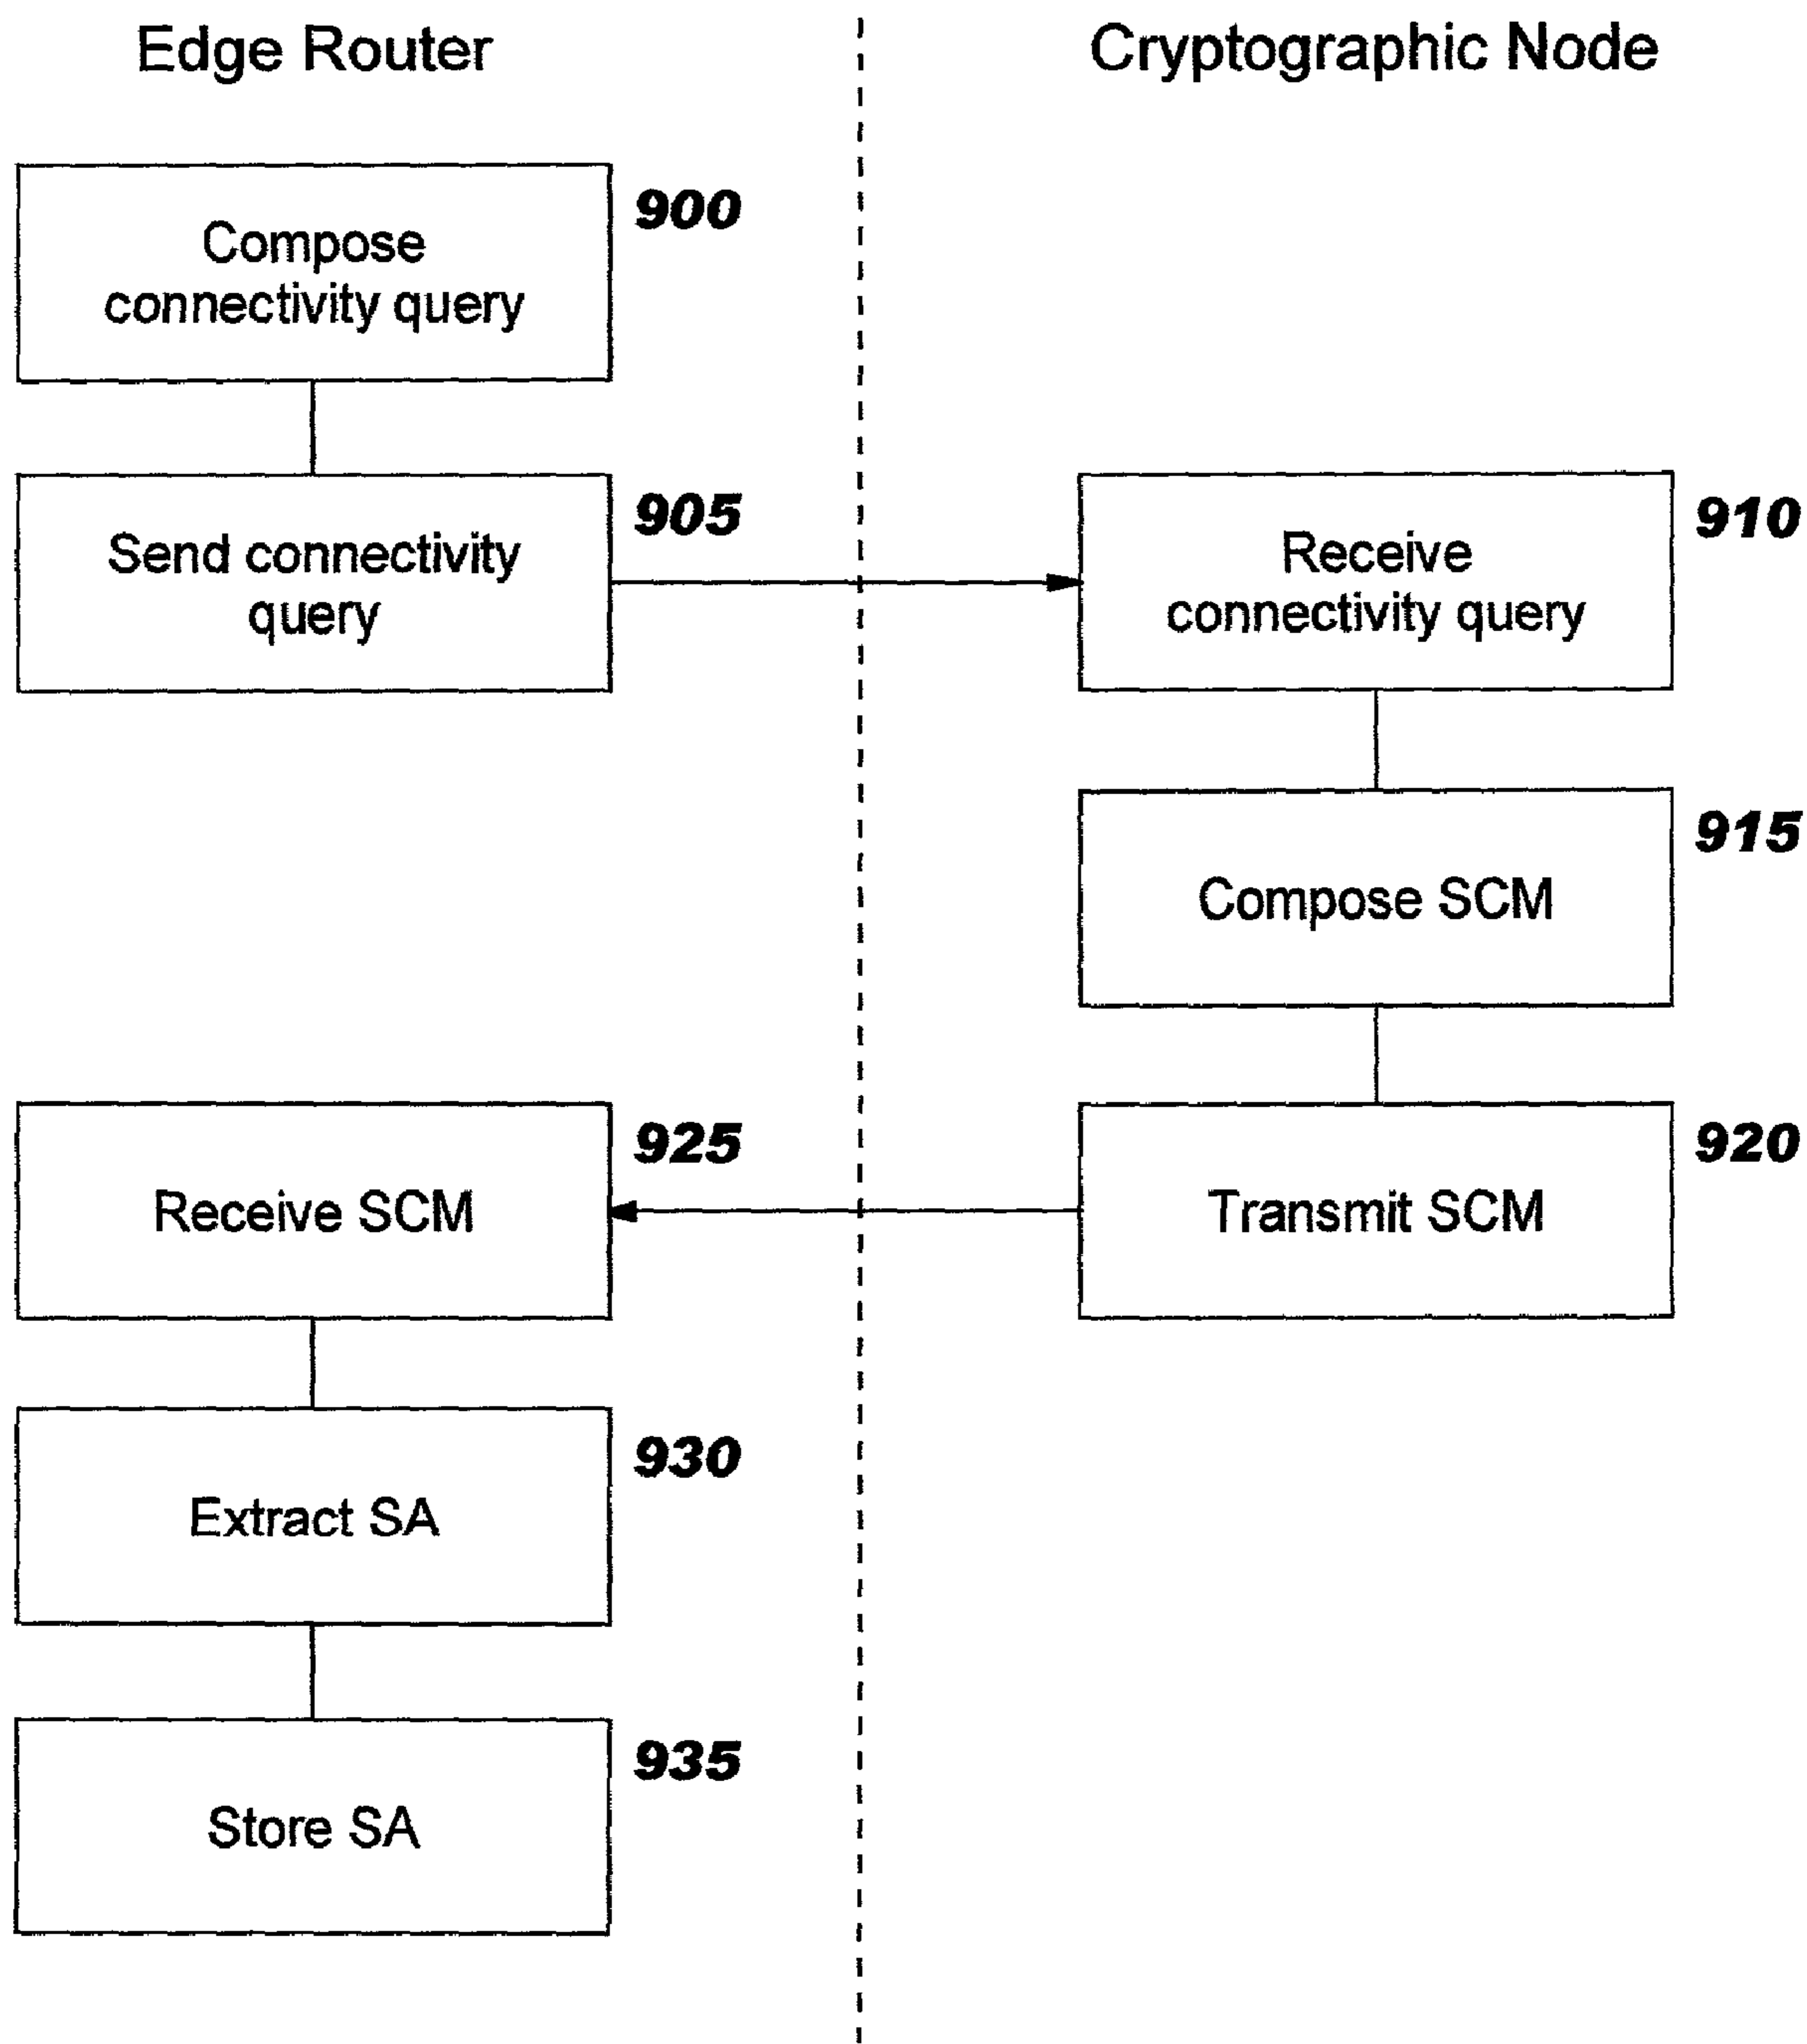 Edge Router
Cryptographic Node
900
Compose
connectivity query
905
Send connectivity
query
910
Receive
connectivity query
915
Compose SCM
920
Transmit SCM
925
Receive SCM
930
Extract SA
935
Store SA